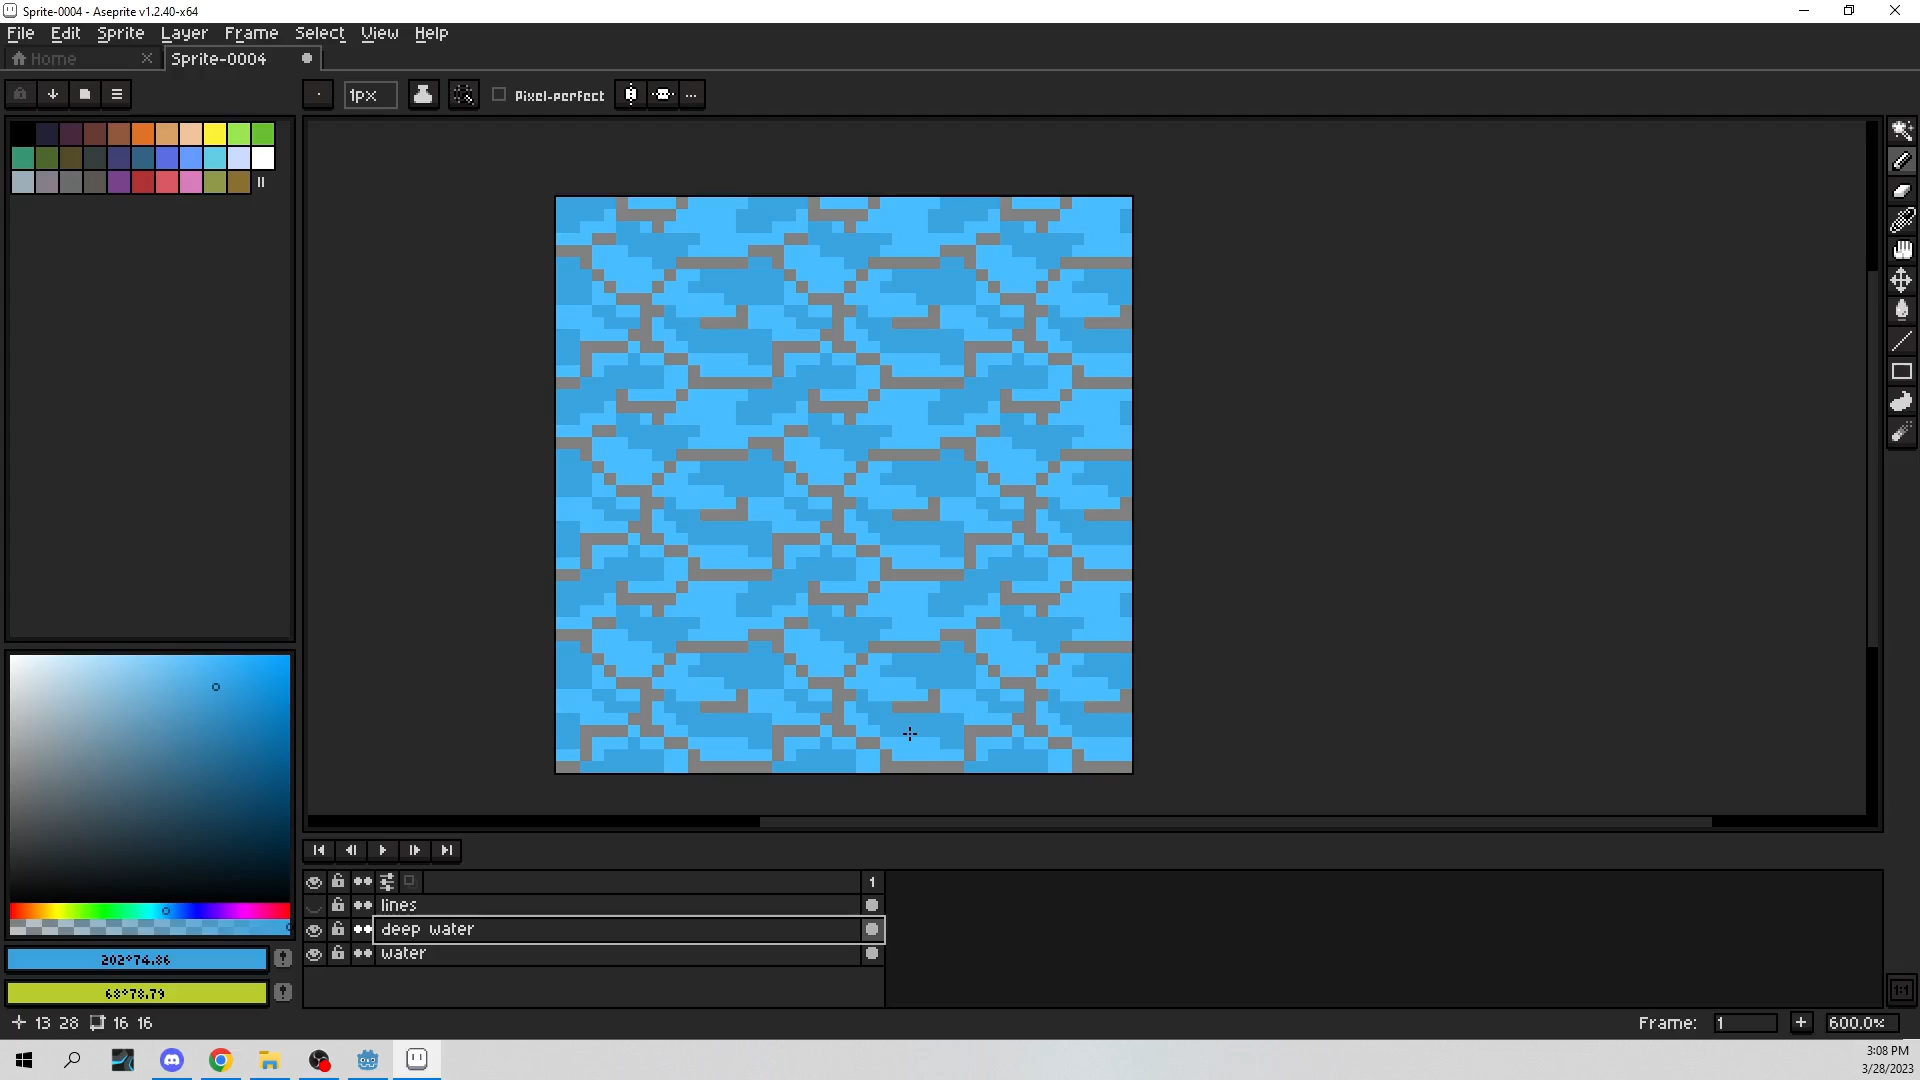 Sprite-0004 - Aseprite v1.2.40-x64
File Edit Sprite Layer Frame Select View Help
Home Sprite-0004
1px Pixel-perfect
1
lines
deep water
water
202°74.86
68°78.79
13 28 16 16
Frame: 1 + 600.0%
1:1
3:08 PM
3/28/2023